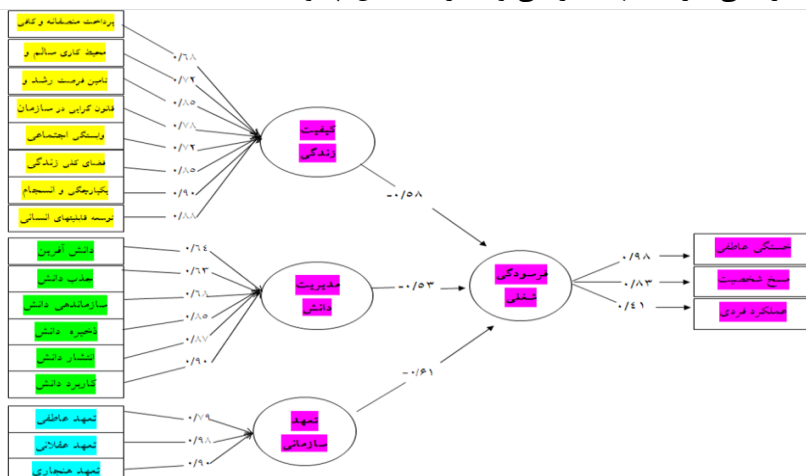 پرداخت منصفانه و کافی
محیط کاری سالم و
تامین فرصت رشد و
قانون گرایی در سازمان
وابستگی اجتماعی
فضای کلی زندگی
یکپارچگی و انسجام
توسعه قابلیتهای انسانی
۰/۶۸
۰/۷۲
۰/۸۵
۰/۷۸
۰/۷۲
۰/۸۵
۰/۹۰
۰/۸۸
کیفیت
زندگی
-۰/۵۸
دانش آفرین
جذب دانش
سازماندهی دانش
ذخیره دانش
انتشار دانش
کاربرد دانش
۰/۶۴
۰/۶۳
۰/۶۸
۰/۸۵
۰/۸۷
۰/۹۰
مدیریت
دانش
-۰/۵۳
فرسودگی
شغلی
۰/۹۸
۰/۸۳
۰/۴۱
خستگی عاطفی
مسخ شخصیت
عملکرد فردی
تعهد عاطفی
تعهد عقلانی
تعهد هنجاری
۰/۷۹
۰/۹۸
۰/۹۰
تعهد
سازمانی
-۰/۶۱